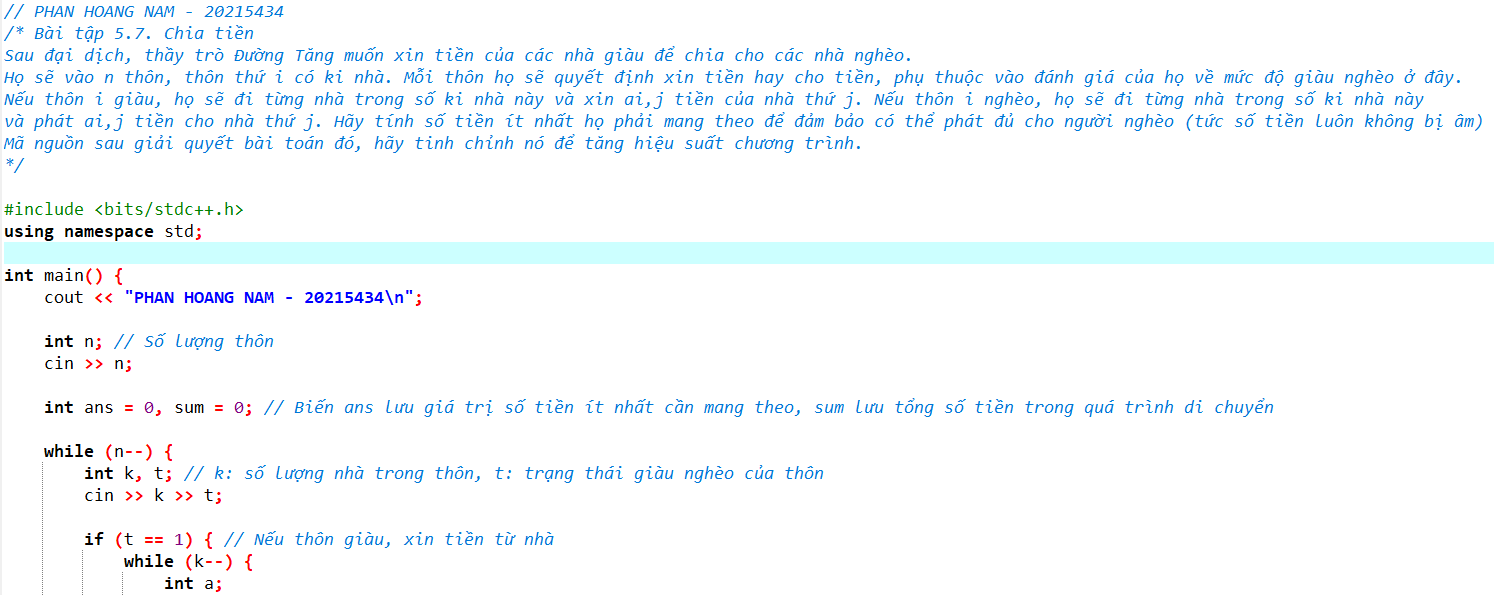 // PHAN HOANG NAM - 20215434
/* Bài tập 5.7. Chia tiền
Sau đại dịch, thầy trò Đường Tăng muốn xin tiền của các nhà giàu để chia cho các nhà nghèo.
Họ sẽ vào n thôn, thôn thứ i có ki nhà. Mỗi thôn họ sẽ quyết định xin tiền hay cho tiền, phụ thuộc vào đánh giá của họ về mức độ giàu nghèo ở đây.
Nếu thôn i giàu, họ sẽ đi từng nhà trong số ki nhà này và xin ai,j tiền của nhà thứ j. Nếu thôn i nghèo, họ sẽ đi từng nhà trong số ki nhà này
và phát ai,j tiền cho nhà thứ j. Hãy tính số tiền ít nhất họ phải mang theo để đảm bảo có thể phát đủ cho người nghèo (tức số tiền luôn không bị âm)
Mã nguồn sau giải quyết bài toán đó, hãy tinh chỉnh nó để tăng hiệu suất chương trình.
*/
#include <bits/stdc++.h>
using namespace std;
int main() {
cout << "PHAN HOANG NAM - 20215434\n";
int n; // Số lượng thôn
cin >> n;
int ans = 0, sum = 0; // Biến ans lưu giá trị số tiền ít nhất cần mang theo, sum lưu tổng số tiền trong quá trình di chuyển
while (n--) {
int k, t; // k: số lượng nhà trong thôn, t: trạng thái giàu nghèo của thôn
cin >> k >> t;
if (t == 1) { // Nếu thôn giàu, xin tiền từ nhà
while (k--) {
int a;